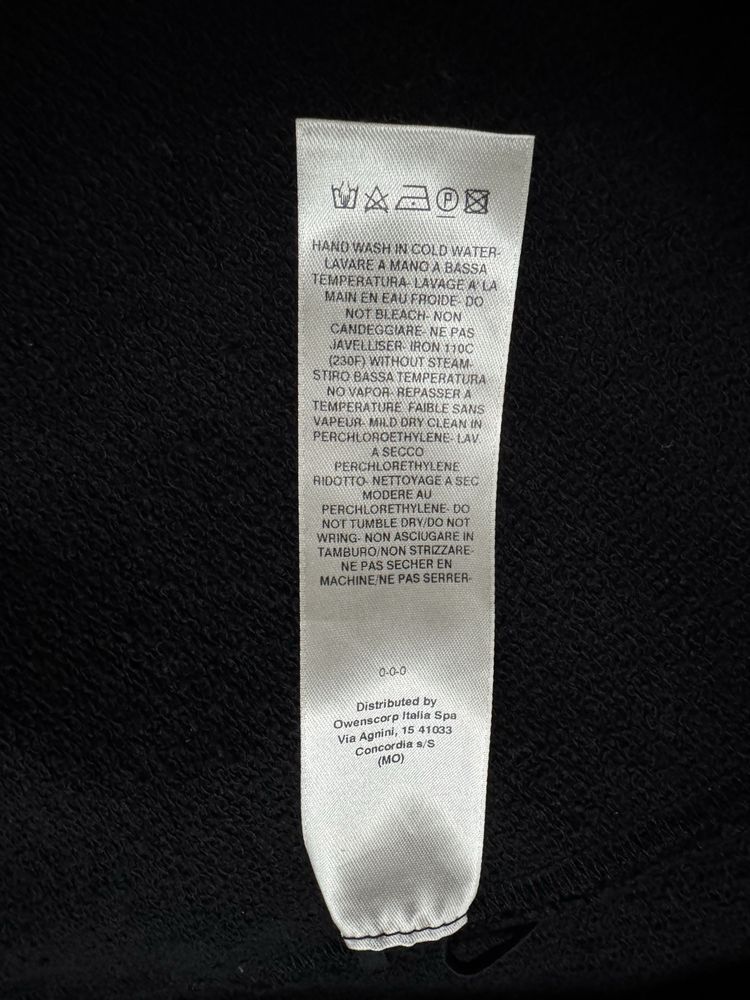 P
HAND WASH IN COLD WATER-
LAVARE A MANO A BASSA
TEMPERATURA- LAVAGE A' LA
MAIN EN EAU FROIDE- DO
NOT BLEACH- NON
CANDEGGIARE- NE PAS
JAVELLISER- IRON 110C
(230F) WITHOUT STEAM-
STIRO BASSA TEMPERATURA
NO VAPOR- REPASSER A
TEMPERATURE FAIBLE SANS
VAPEUR- MILD DRY CLEAN IN
PERCHLOROETHYLENE- LAV.
A SECCO
PERCHLORETHYLENE
RIDOTTO- NETTOYAGE A SEC
MODERE AU
PERCHLORETHYLENE- DO
NOT TUMBLE DRY/DO NOT
WRING- NON ASCIUGARE IN
TAMBURO/NON STRIZZARE-
NE PAS SECHER EN
MACHINE/NE PAS SERRER-
0-0-0
Distributed by
Owenscorp Italia Spa
Via Agnini, 15 41033
Concordia s/S
(MO)